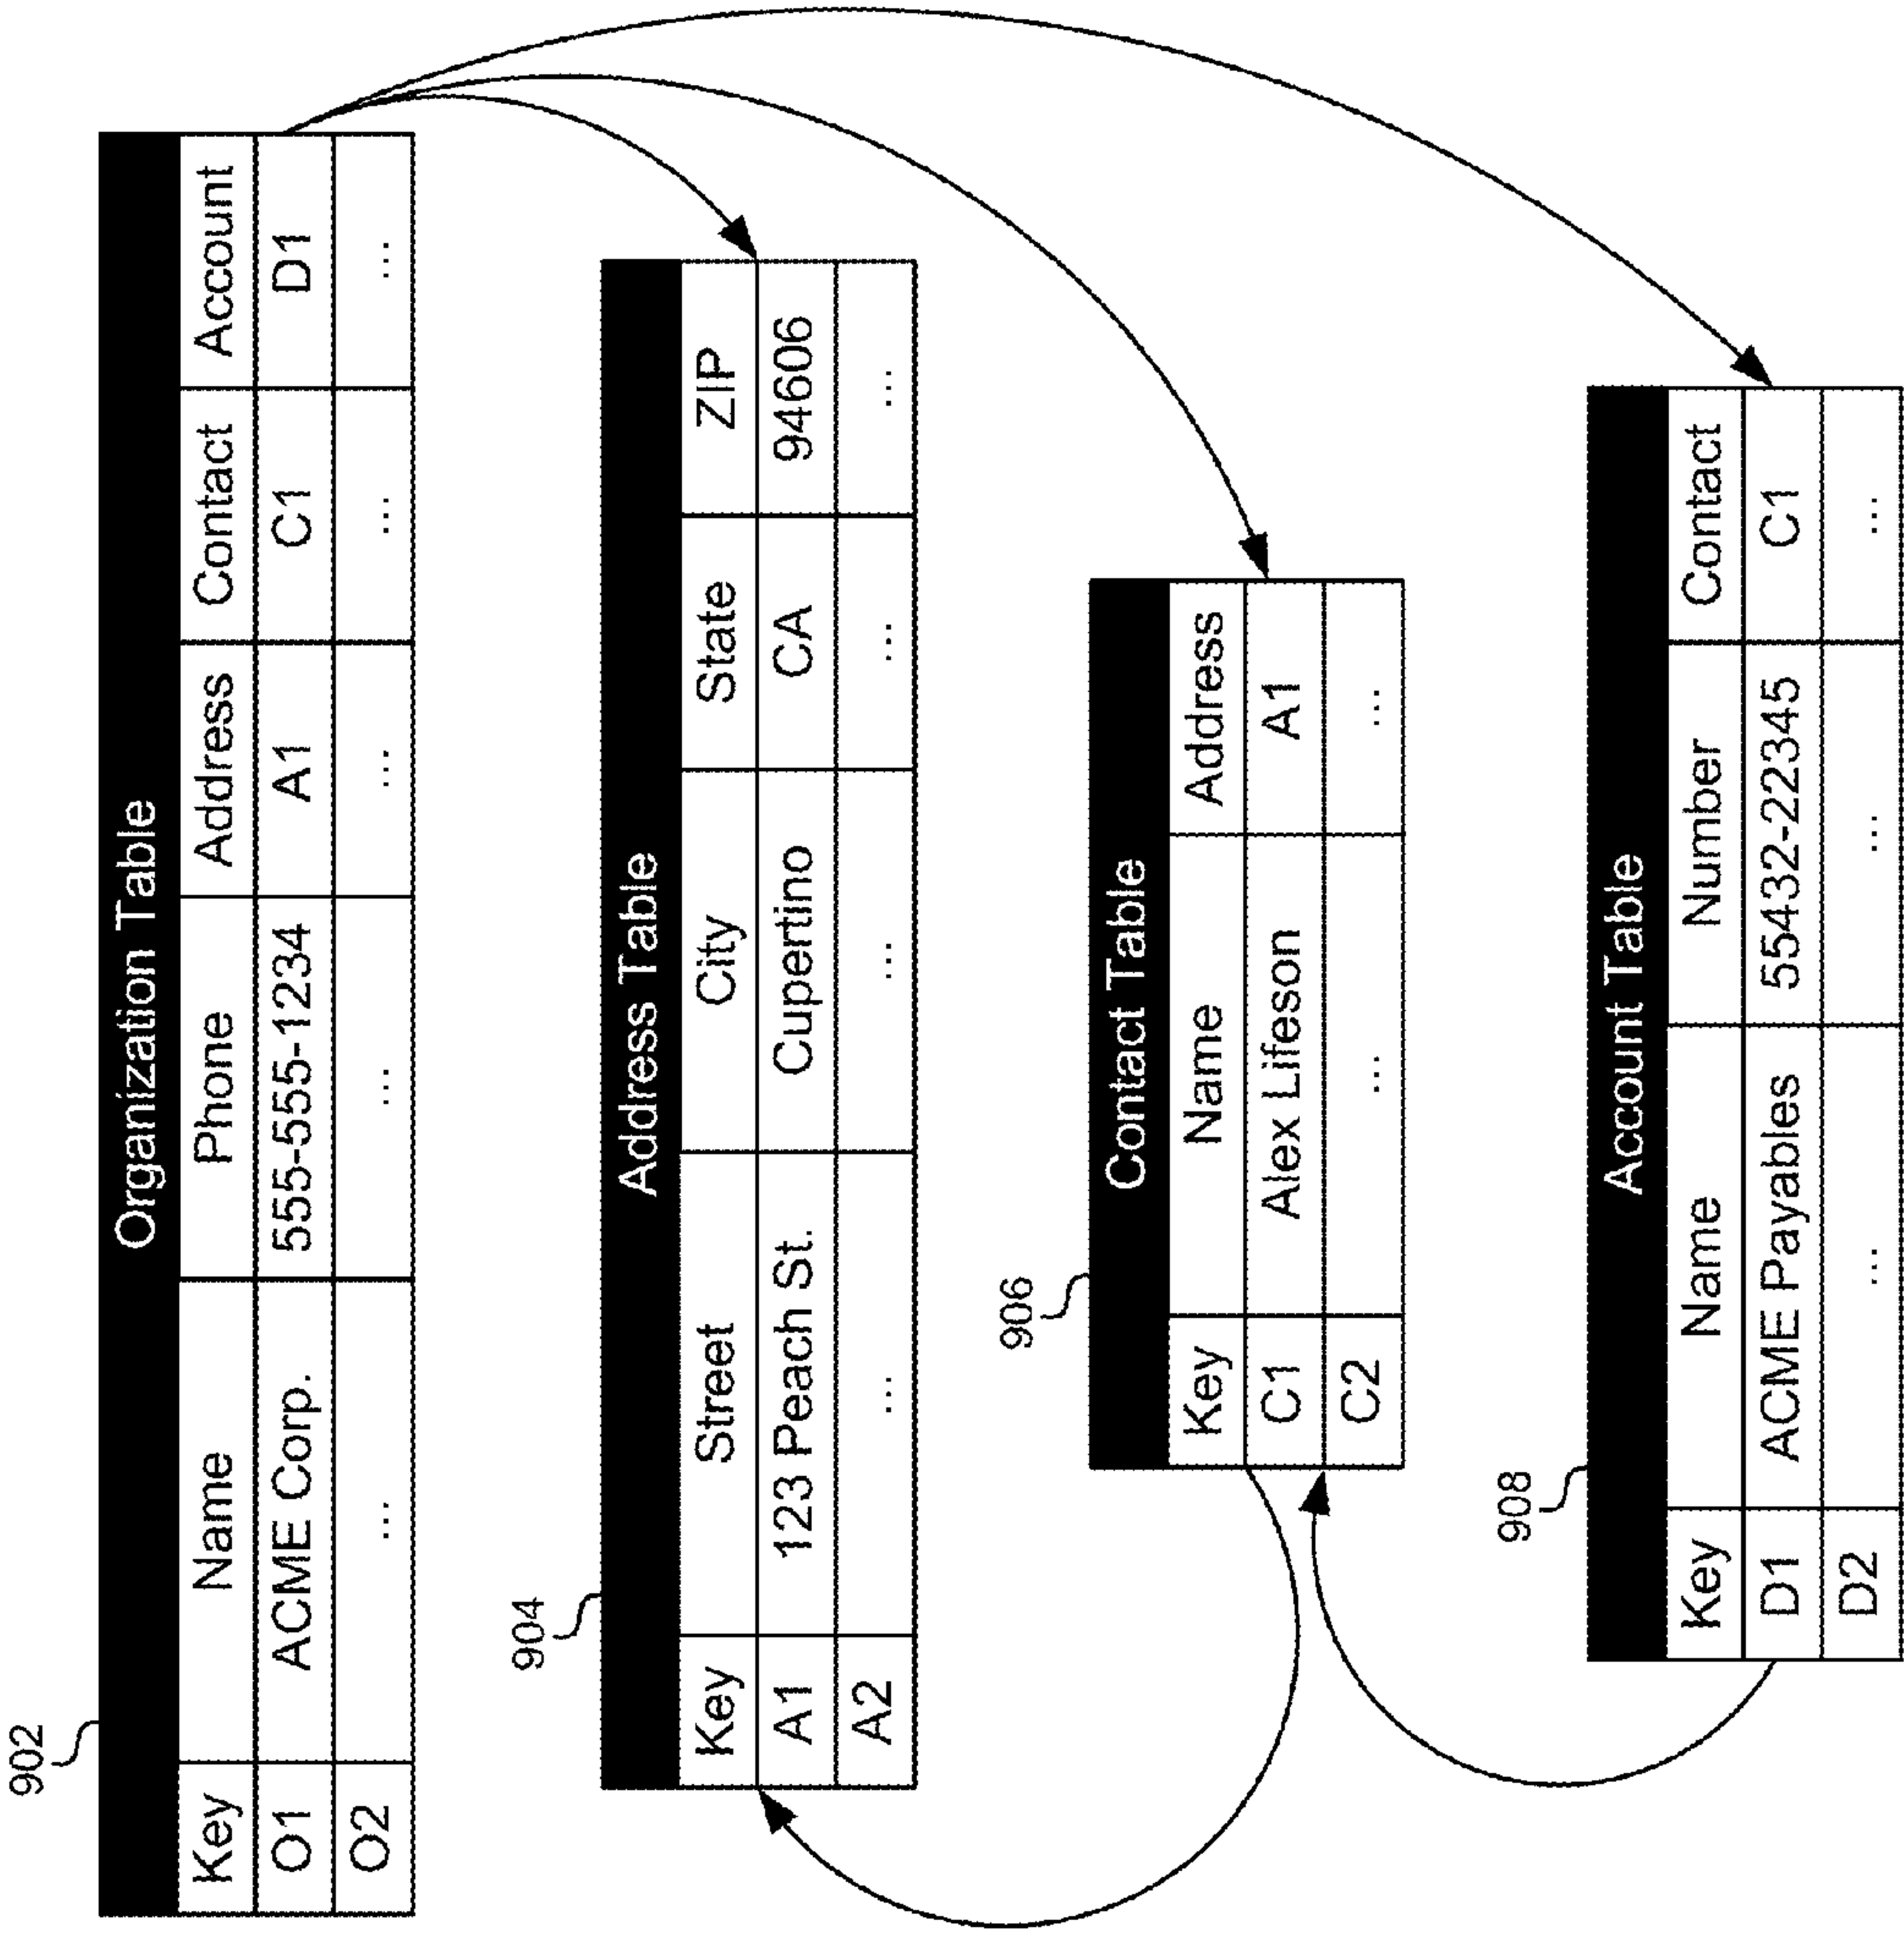 902
Organization Table
Key Name Phone Address Contact Account
O1 ACME Corp. 555-555-1234 A1 C1 D1
O2 ... ... ... ... ...
904
Address Table
Key Street City State ZIP
A1 123 Peach St. Cupertino CA 94606
A2 ... ... ... ...
906
Contact Table
Key Name Address
C1 Alex Lifeson A1
C2 ... ...
908
Account Table
Key Name Number Contact
D1 ACME Payables 55432-22345 C1
D2 ... ... ...